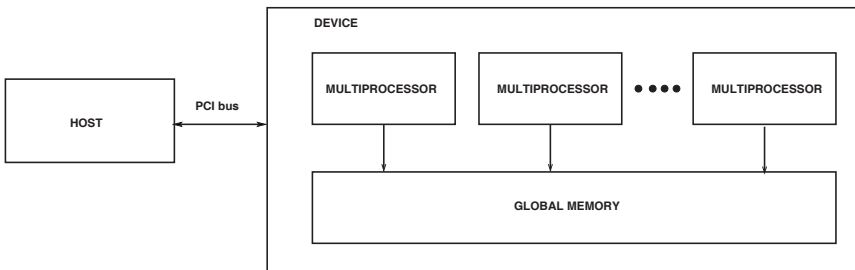 DEVICE
MULTIPROCESSOR
MULTIPROCESSOR
MULTIPROCESSOR
PCI bus
HOST
GLOBAL MEMORY